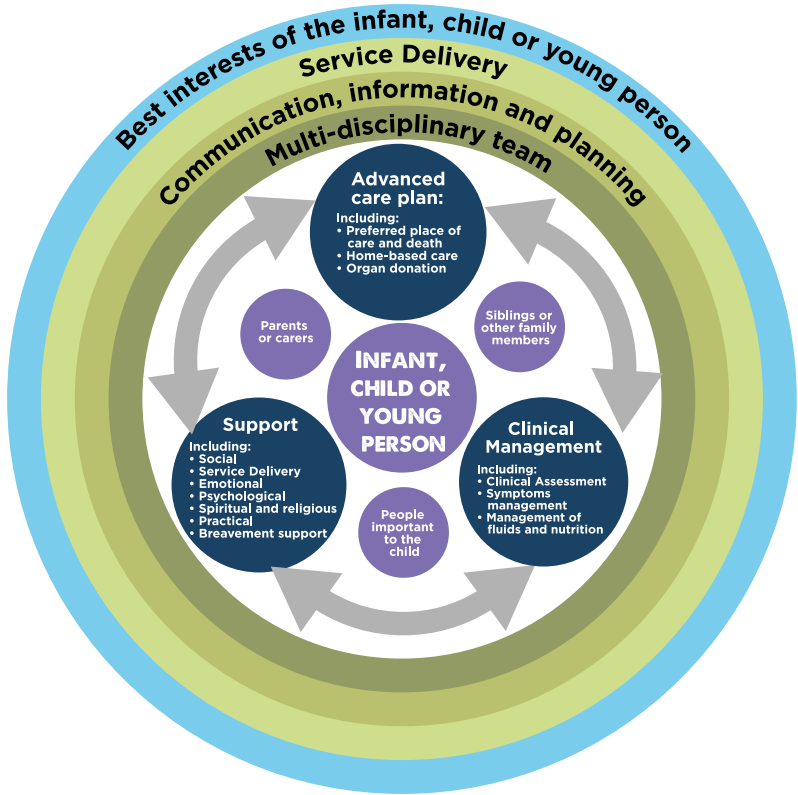 Best interests of the infant, child or young person
Service Delivery
Communication, information and planning
Multi-disciplinary team
Advanced
care plan:
Including:
• Preferred place of
care and death
• Home-based care
• Organ donation
Parents
or carers
Siblings or
other family
members
INFANT,
CHILD OR
YOUNG
PERSON
Support
Including:
• Social
• Service Delivery
• Emotional
• Psychological
• Spiritual and religious
• Practical
• Breavement support
Clinical
Management
Including:
• Clinical Assessment
• Symptoms
management
• Management of
fluids and nutrition
People
important
to the
child